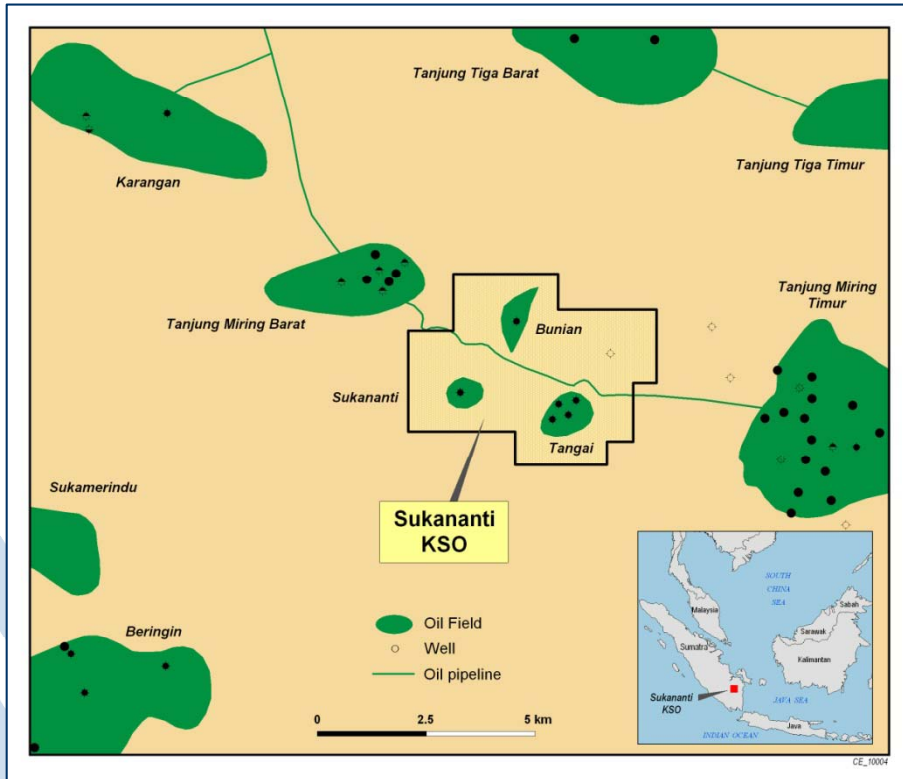 Tanjung Tiga Barat
Tanjung Tiga Timur
Karangan
Tanjung Miring
Timur
Tanjung Miring Barat
Bunian
Sukananti
Tangai
Sukamerindu
Sukananti
KSO
Beringin
Oil Field
Well
Oil pipeline
0 2.5 5 km
SOUTH
CHINA
SEA
Malaysia
Sabah
Sarawak
Sumatra
Kalimantan
Sukananti
KSO
JAVA SEA
Java
INDIAN OCEAN
CE_10004